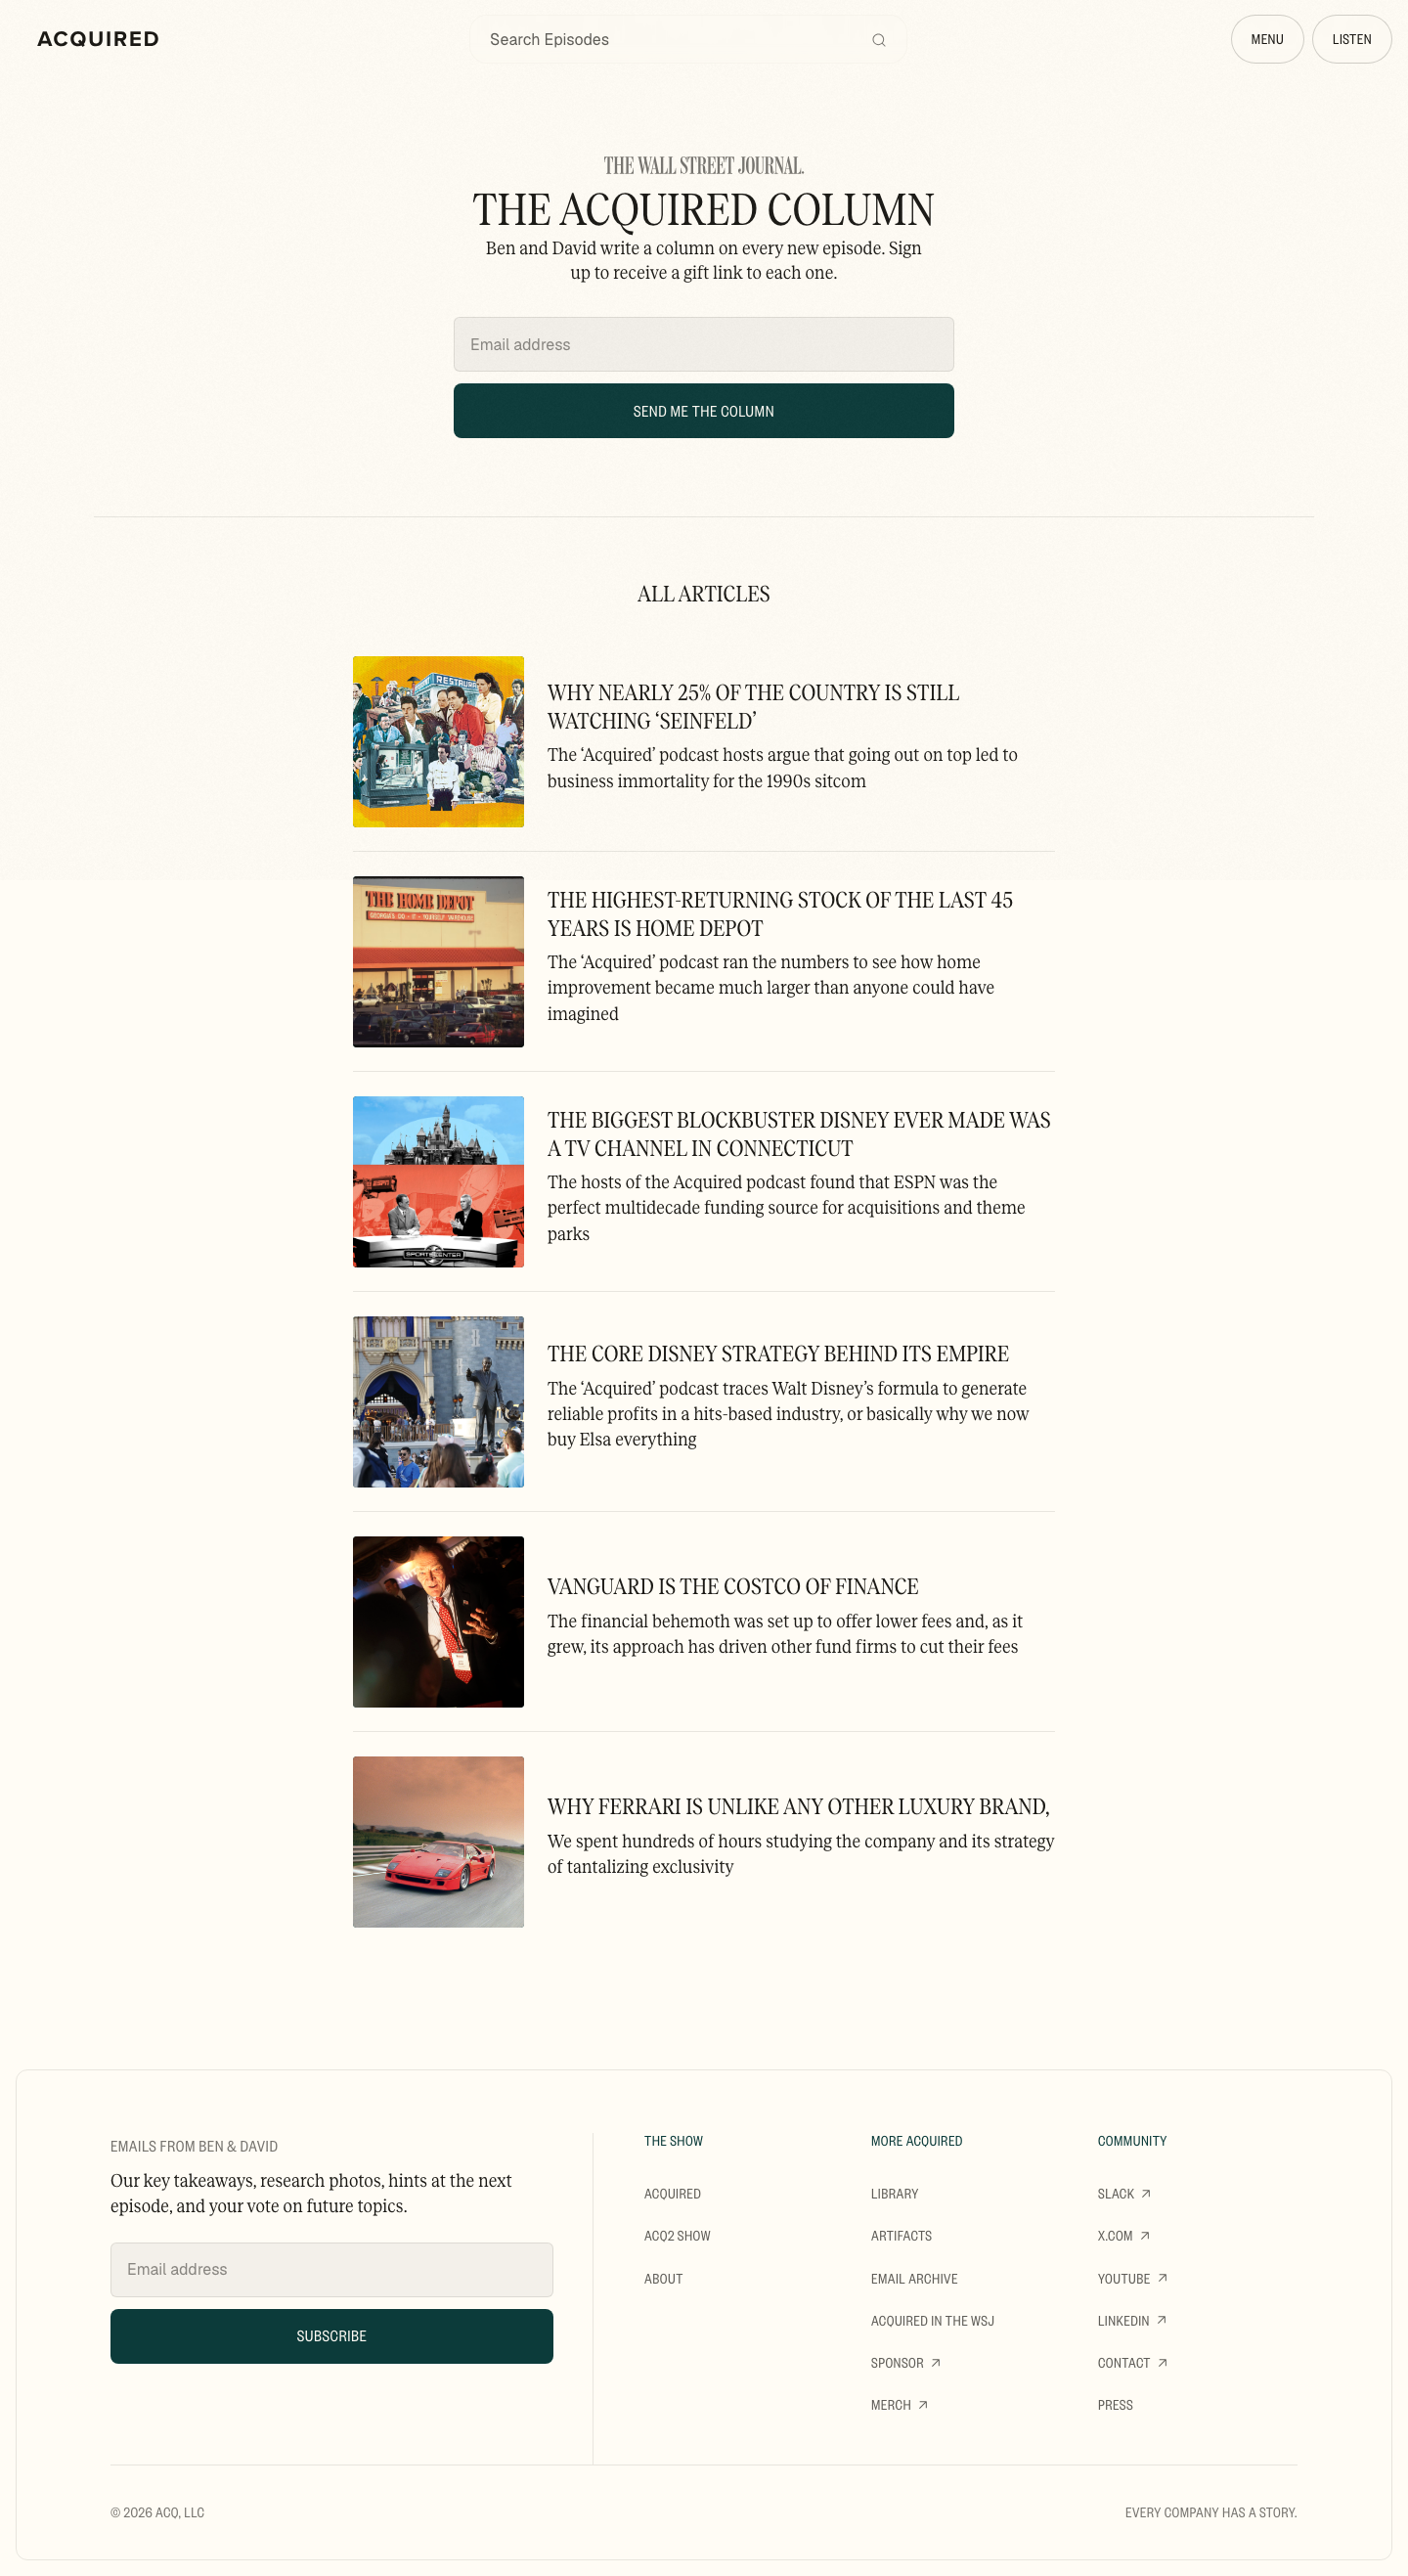 ACQUIRED
Search Episodes
MENU
LISTEN
THE WALL STREET JOURNAL.
THE ACQUIRED COLUMN
Ben and David write a column on every new episode. Sign
up to receive a gift link to each one.
Email address
SEND ME THE COLUMN
ALL ARTICLES
RESTAURA
WHY NEARLY 25% OF THE COUNTRY IS STILL
WATCHING ‘SEINFELD’
The ‘Acquired’ podcast hosts argue that going out on top led to
business immortality for the 1990s sitcom
THE HOME DEPOT
GEORGIA'S DO-IT-YOURSELF WAREHOUSE
THE HIGHEST-RETURNING STOCK OF THE LAST 45
YEARS IS HOME DEPOT
The ‘Acquired’ podcast ran the numbers to see how home
improvement became much larger than anyone could have
imagined
SPORTSCENTER
THE BIGGEST BLOCKBUSTER DISNEY EVER MADE WAS
A TV CHANNEL IN CONNECTICUT
The hosts of the Acquired podcast found that ESPN was the
perfect multidecade funding source for acquisitions and theme
parks
THE CORE DISNEY STRATEGY BEHIND ITS EMPIRE
The ‘Acquired’ podcast traces Walt Disney’s formula to generate
reliable profits in a hits-based industry, or basically why we now
buy Elsa everything
VANGUARD IS THE COSTCO OF FINANCE
The financial behemoth was set up to offer lower fees and, as it
grew, its approach has driven other fund firms to cut their fees
WHY FERRARI IS UNLIKE ANY OTHER LUXURY BRAND,
We spent hundreds of hours studying the company and its strategy
of tantalizing exclusivity
EMAILS FROM BEN & DAVID
Our key takeaways, research photos, hints at the next
episode, and your vote on future topics.
Email address
SUBSCRIBE
THE SHOW
ACQUIRED
ACQ2 SHOW
ABOUT
MORE ACQUIRED
LIBRARY
ARTIFACTS
EMAIL ARCHIVE
ACQUIRED IN THE WSJ
SPONSOR
MERCH
COMMUNITY
SLACK
X.COM
YOUTUBE
LINKEDIN
CONTACT
PRESS
© 2026 ACQ, LLC
EVERY COMPANY HAS A STORY.